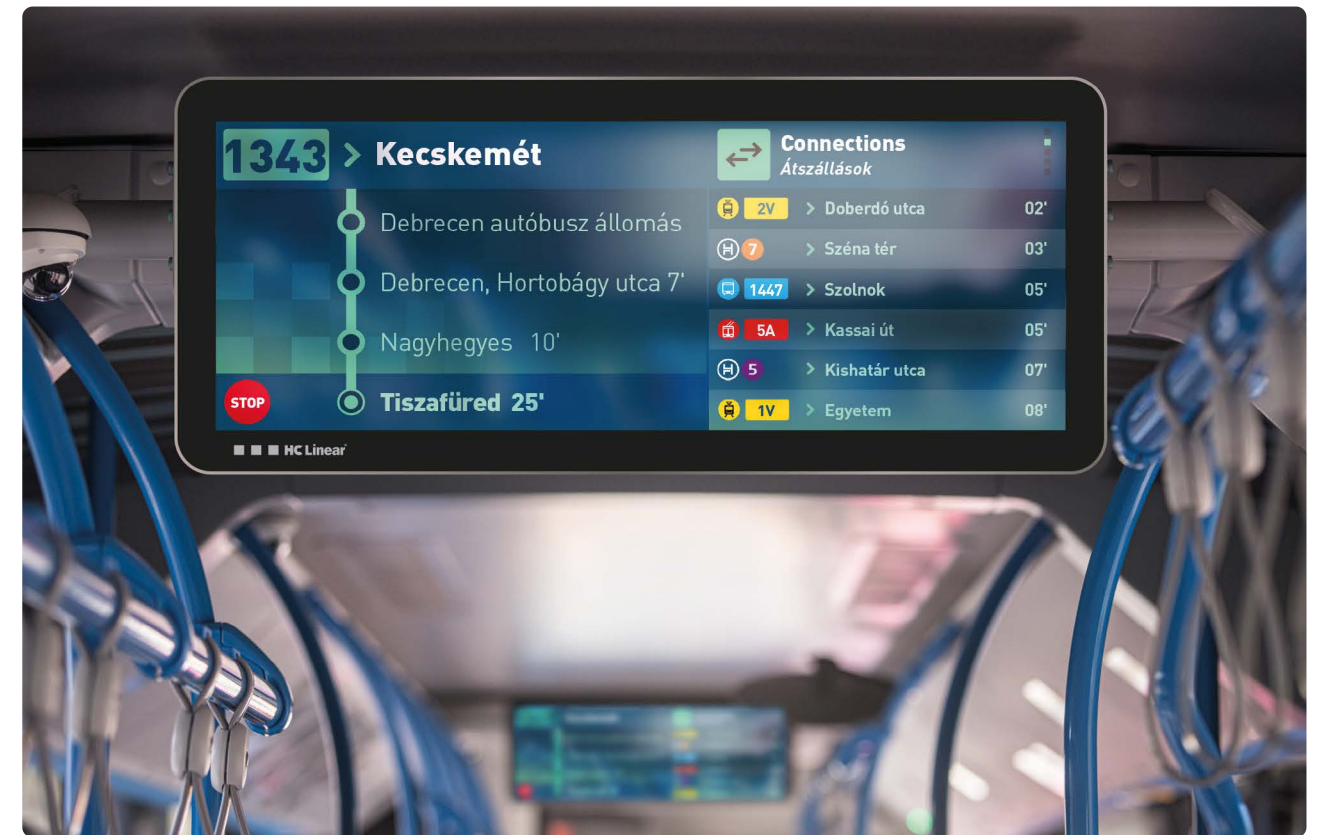 1343 > Kecskemét
Debrecen autóbusz állomás
Debrecen, Hortobágy utca 7'
Nagyhegyes 10'
STOP
Tiszafüred 25'
Connections
Átszállások
2V > Doberdó utca 02'
H 7 > Széna tér 03'
1447 > Szolnok 05'
5A > Kassai út 05'
H 5 > Kishatár utca 07'
1V > Egyetem 08'
HC Linear